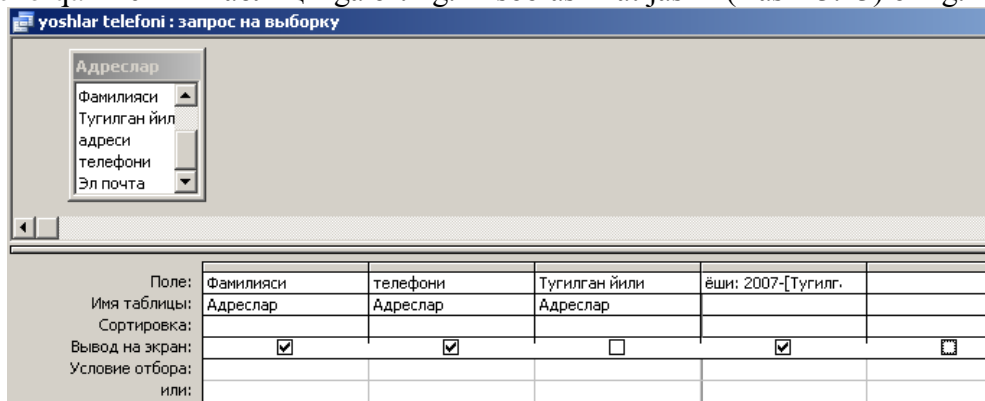 yoshlar telefoni : запрос на выборку
Адреслар
Фамилияси
Тугилган йил
адреси
телефони
Эл почта
Поле: Фамилияси телефони Тугилган йили ёши: 2007-[Тугилг.
Имя таблицы: Адреслар Адреслар Адреслар
Сортировка:
Вывод на экран:
Условие отбора:
или: